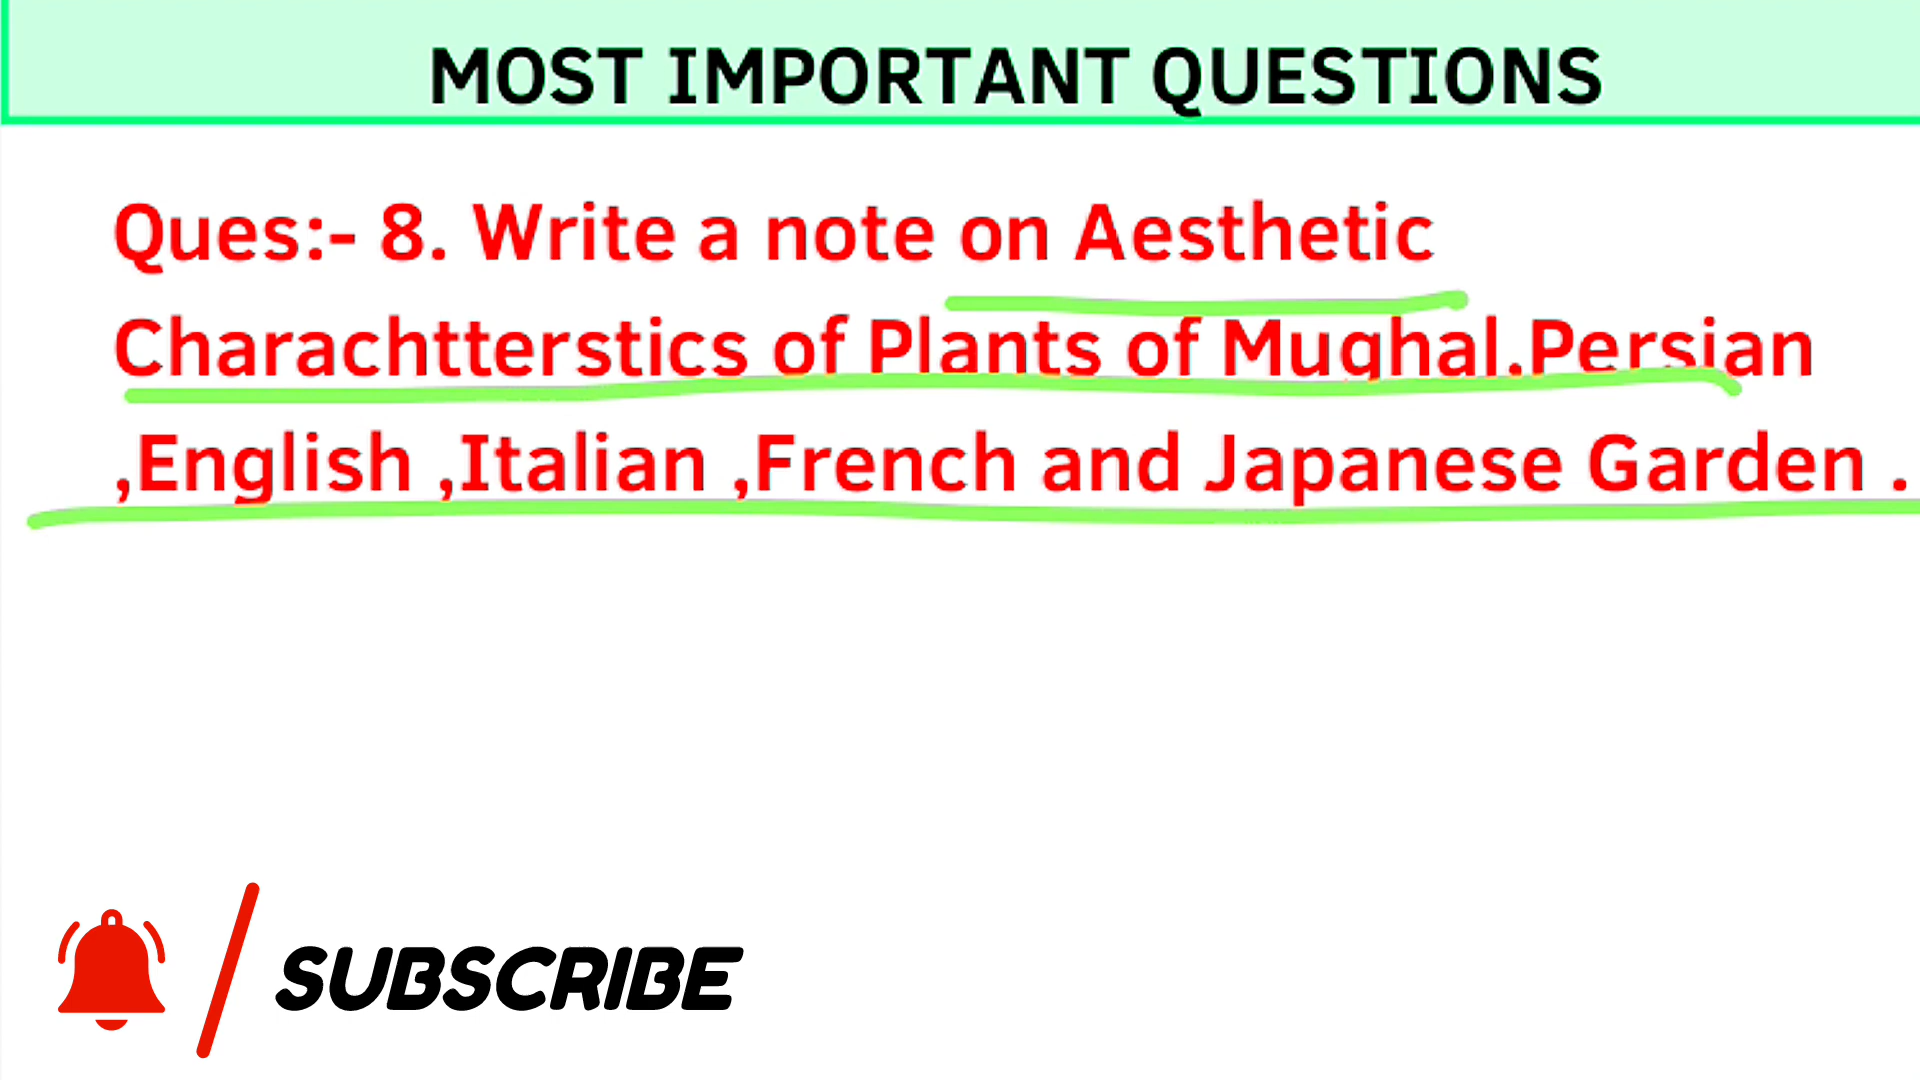 MOST IMPORTANT QUESTIONS
Ques:- 8. Write a note on Aesthetic
Charachtterstics of Plants of Mughal.Persian
,English ,Italian ,French and Japanese Garden .
SUBSCRIBE